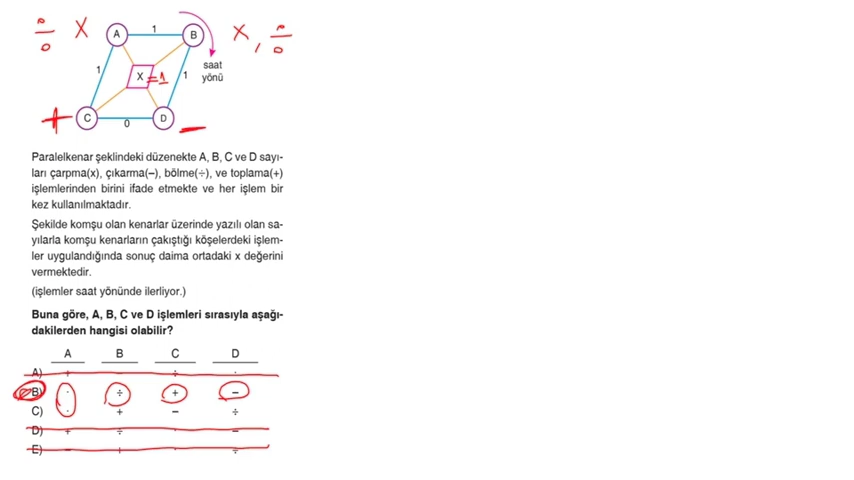 ÷ X A 1 B X , ÷
saat
yönü
1 X =1 1
+ C 0 D −
Paralelkenar şeklindeki düzenekte A, B, C ve D sayı-
ları çarpma(x), çıkarma(–), bölme(÷), ve toplama(+)
işlemlerinden birini ifade etmekte ve her işlem bir
kez kullanılmaktadır.
Şekilde komşu olan kenarlar üzerinde yazılı olan sa-
yılarla komşu kenarların çakıştığı köşelerdeki işlem-
ler uygulandığında sonuç daima ortadaki x değerini
vermektedir.
(işlemler saat yönünde ilerliyor.)
Buna göre, A, B, C ve D işlemleri sırasıyla aşağı-
dakilerden hangisi olabilir?
A B C D
A) + – ÷ ·
B) · ÷ + –
C) · + – ÷
D) + ÷ · –
E) – + · ÷